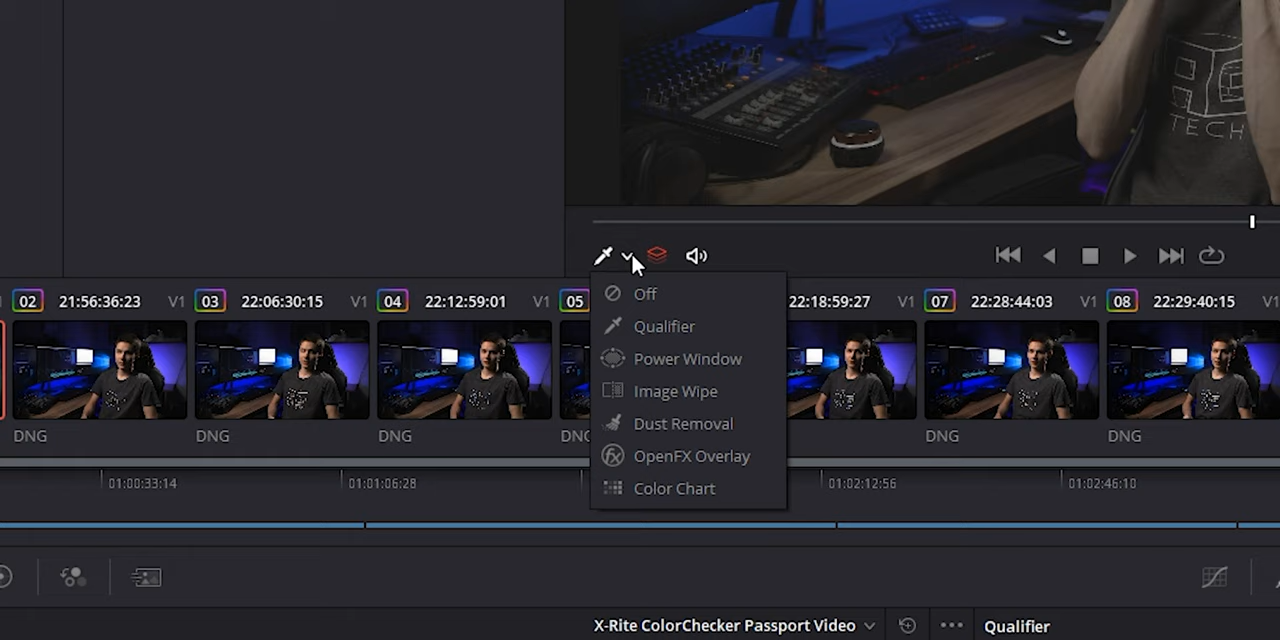 TECH
02 21:56:36:23 V1 03 22:06:30:15 V1 04 22:12:59:01 V1 05 22:18:59:27 V1 07 22:28:44:03 V1 08 22:29:40:15 V1
Off
Qualifier
Power Window
Image Wipe
Dust Removal
OpenFX Overlay
Color Chart
DNG DNG DNG DNG DNG DNG
01:00:33:14 01:01:06:28 01:02:12:56 01:02:46:10
X-Rite ColorChecker Passport Video Qualifier